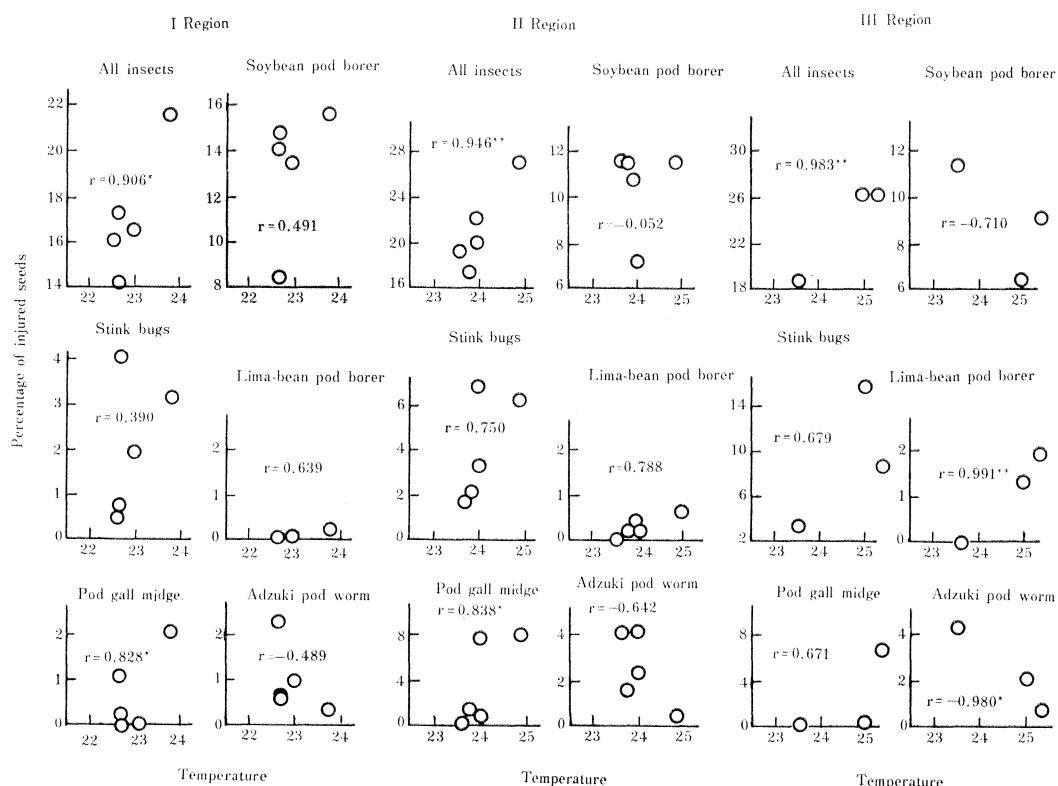 I Region
II Region
III Region
All insects
Soybean pod borer
All insects
Soybean pod borer
All insects
Soybean pod borer
22
20
18
16
14
r=0.906*
22 23 24
16
14
12
10
8
r=0.491
22 23 24
28
24
20
16
r=0.946**
23 24 25
12
10
8
6
r=−0.052
23 24 25
30
26
22
18
r=0.983**
23 24 25
10
8
6
r=−0.710
23 24 25
Percentage of injured seeds
Stink bugs
Lima-bean pod borer
Stink bugs
Lima-bean pod borer
Stink bugs
Lima-bean pod borer
4
3
2
1
0
r=0.390
22 23 24
2
1
0
r=0.639
22 23 24
6
4
2
0
r=0.750
23 24 25
2
1
0
r=0.788
23 24 25
14
10
6
2
r=0.679
23 24 25
2
1
0
r=0.991**
23 24 25
Pod gall midge.
Adzuki pod worm
Pod gall midge
Adzuki pod worm
Pod gall midge
Adzuki pod worm
2
1
0
r=0.828*
22 23 24
2
1
0
r=−0.489
22 23 24
8
4
0
r=0.838*
23 24 25
4
2
0
r=−0.642
23 24 25
8
4
0
r=0.671
23 24 25
4
2
0
r=−0.980*
23 24 25
Temperature
Temperature
Temperature